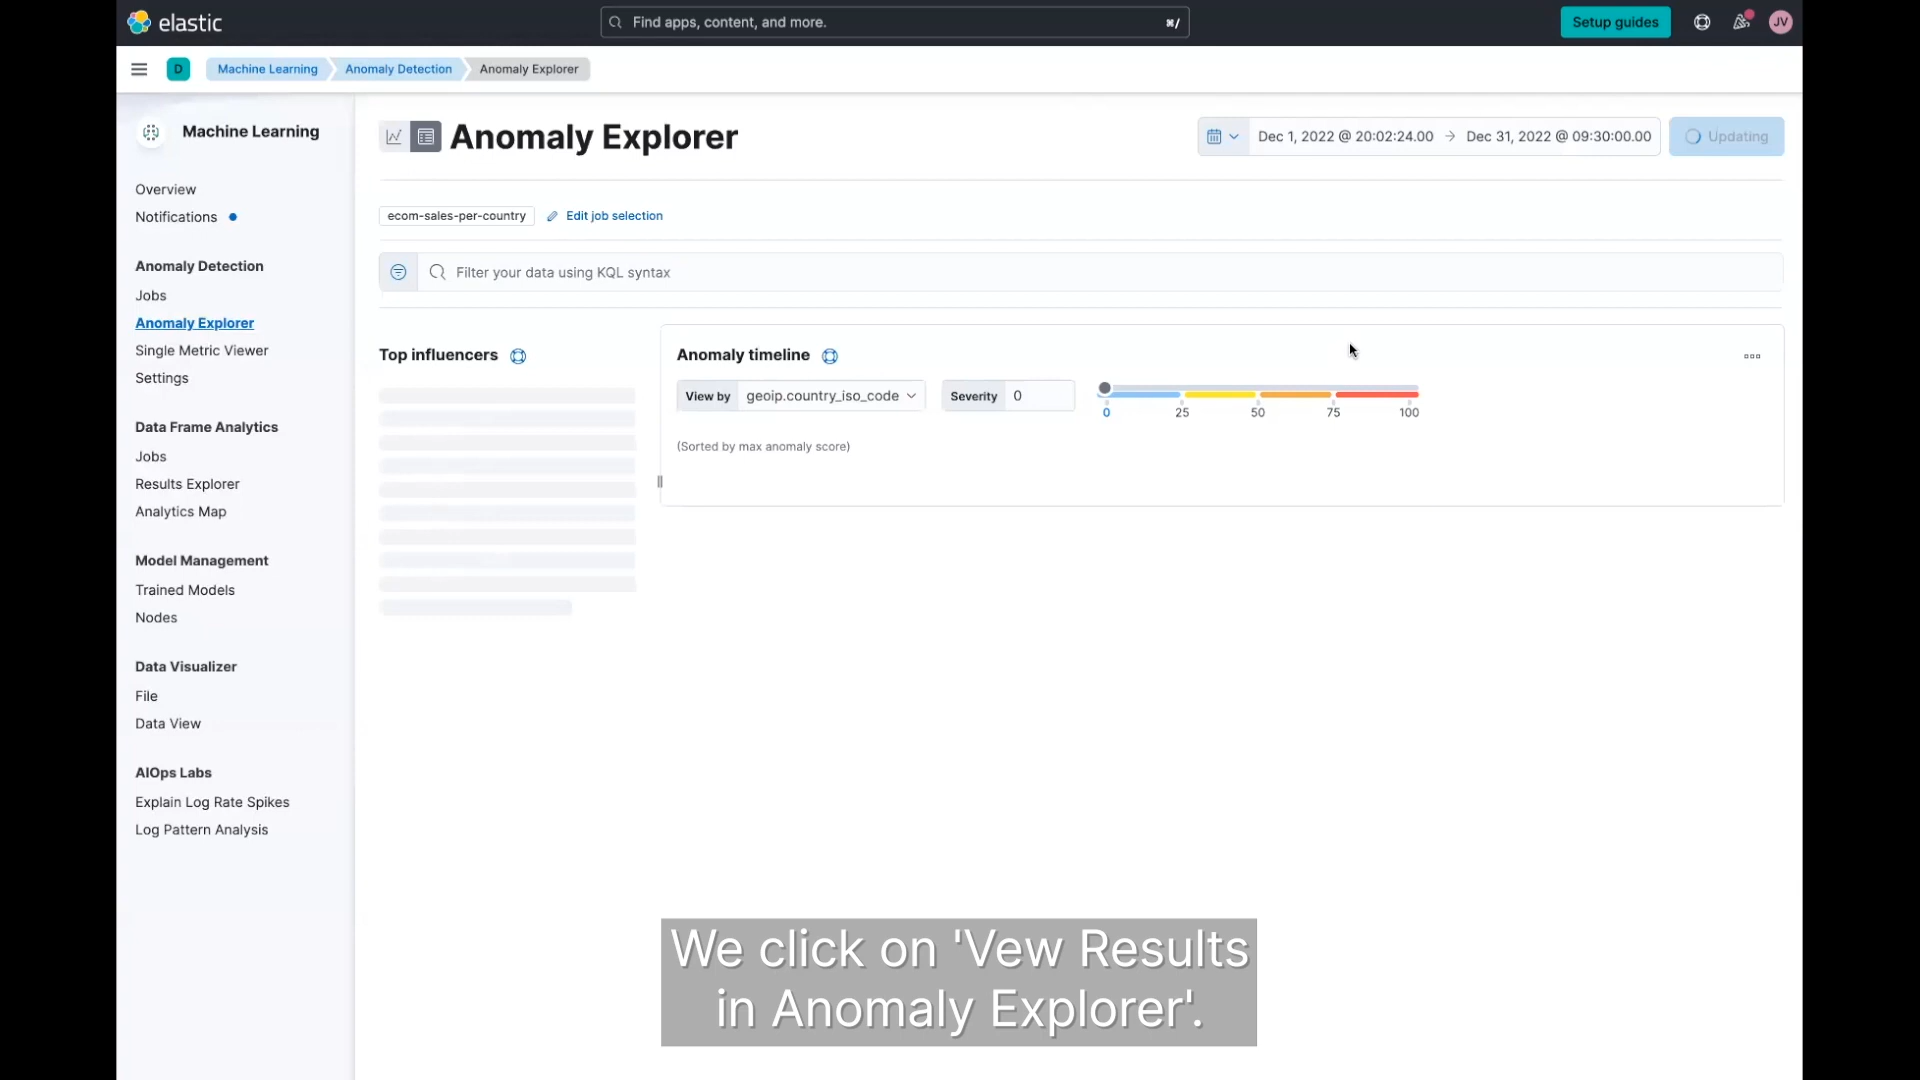 elastic
Find apps, content, and more.
⌘/
Setup guides
JV
D
Machine Learning
Anomaly Detection
Anomaly Explorer
Machine Learning
Overview
Notifications
Anomaly Detection
Jobs
Anomaly Explorer
Single Metric Viewer
Settings
Data Frame Analytics
Jobs
Results Explorer
Analytics Map
Model Management
Trained Models
Nodes
Data Visualizer
File
Data View
AIOps Labs
Explain Log Rate Spikes
Log Pattern Analysis
Anomaly Explorer
Dec 1, 2022 @ 20:02:24.00 → Dec 31, 2022 @ 09:30:00.00
Updating
ecom-sales-per-country
Edit job selection
Filter your data using KQL syntax
Top influencers
Anomaly timeline
View by geoip.country_iso_code
Severity 0
0 25 50 75 100
(Sorted by max anomaly score)
We click on 'Vew Results
in Anomaly Explorer'.